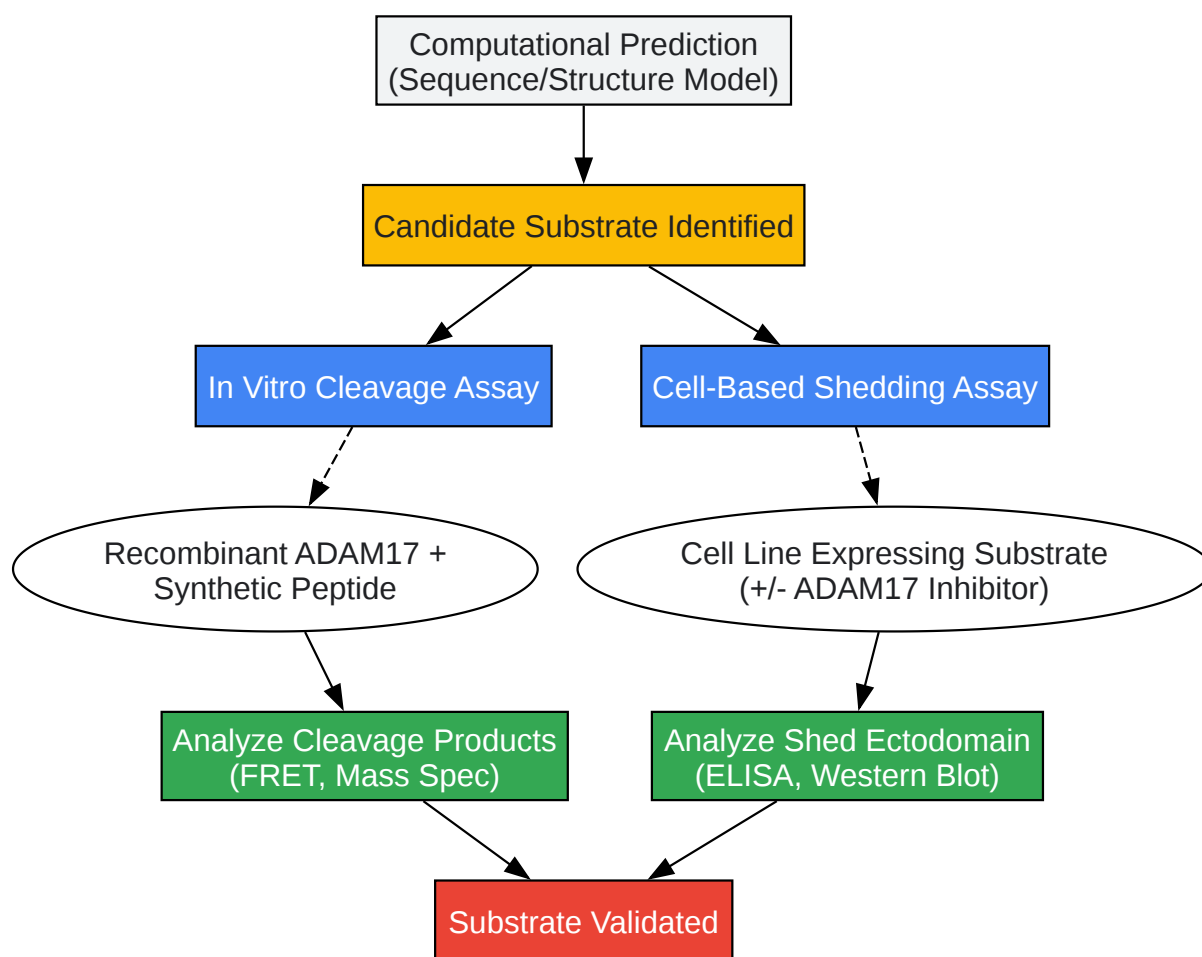 Computational Prediction
(Sequence/Structure Model)
Candidate Substrate Identified
In Vitro Cleavage Assay
Cell-Based Shedding Assay
Recombinant ADAM17 +
Synthetic Peptide
Cell Line Expressing Substrate
(+/- ADAM17 Inhibitor)
Analyze Cleavage Products
(FRET, Mass Spec)
Analyze Shed Ectodomain
(ELISA, Western Blot)
Substrate Validated